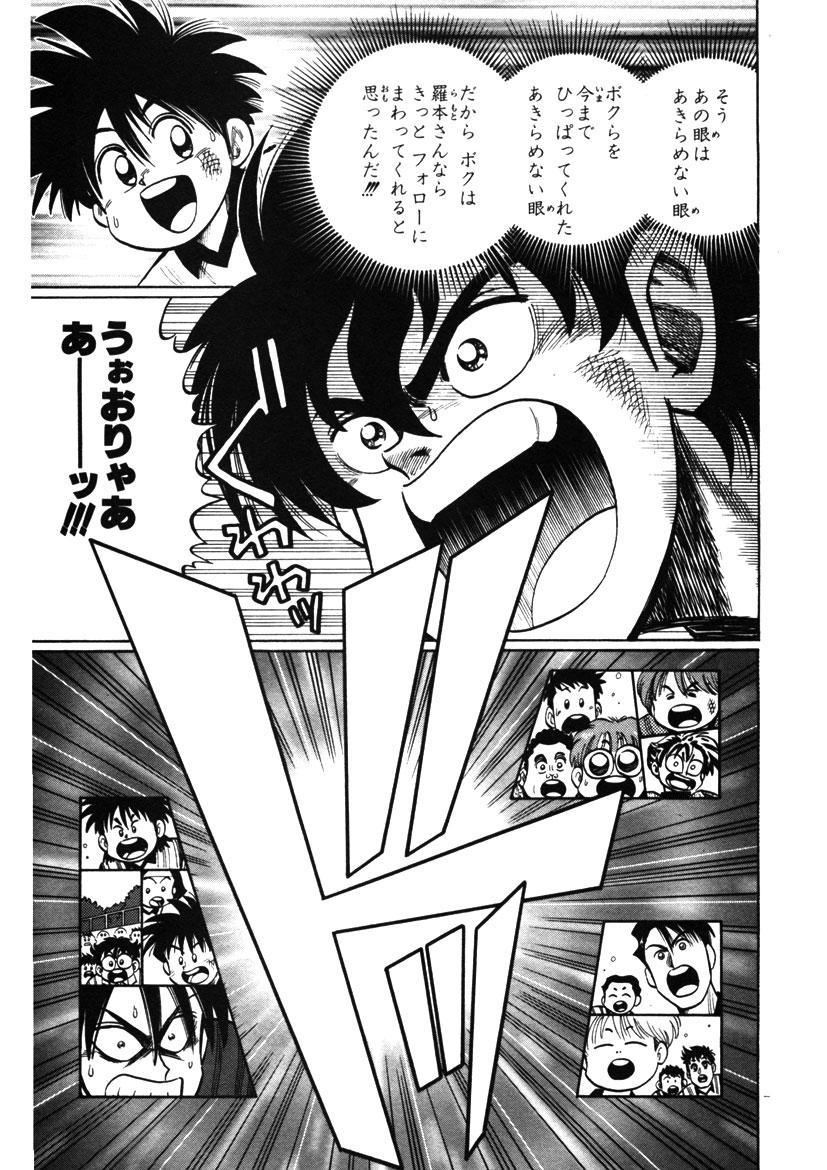 そう
あの眼は
あきらめない眼
ボクらを
今まで
ひっぱってくれた
あきらめない眼
だから ボクは
羅本さんなら
きっと フォローに
まわってくれると
思ったんだ!!!
うぉおりゃあ
あーーッ!!!
くわわッ
ドドッ